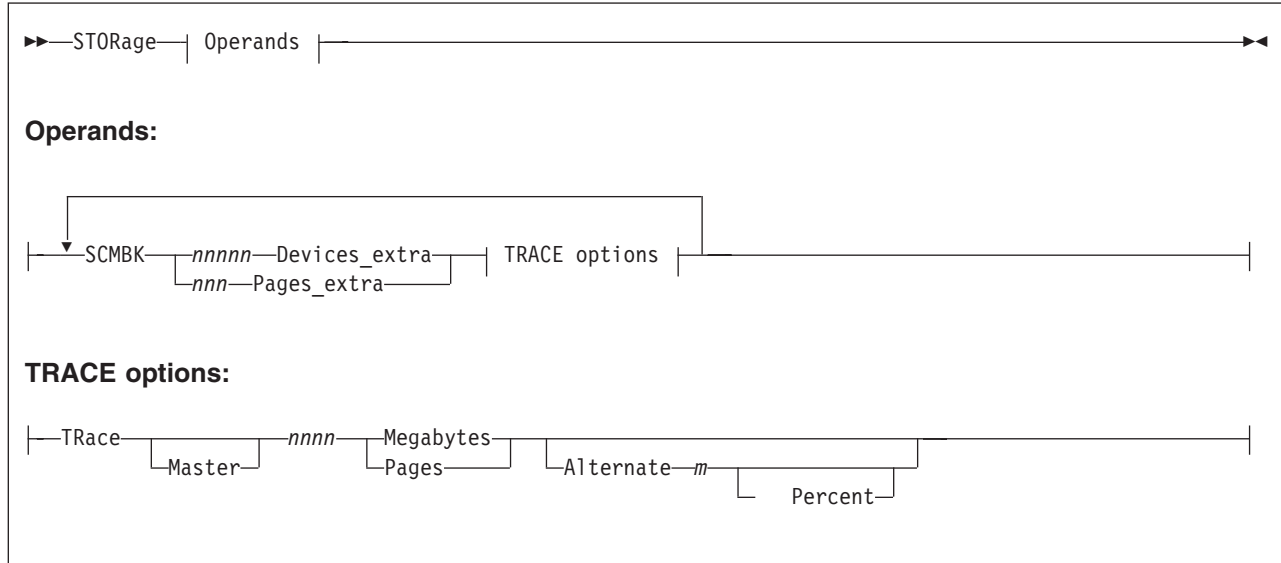 STORage Operands
Operands:
SCMBK nnnnn Devices_extra TRACE options
nnn Pages_extra
TRACE options:
TRace nnnn Megabytes
Master Pages Alternate m
Percent